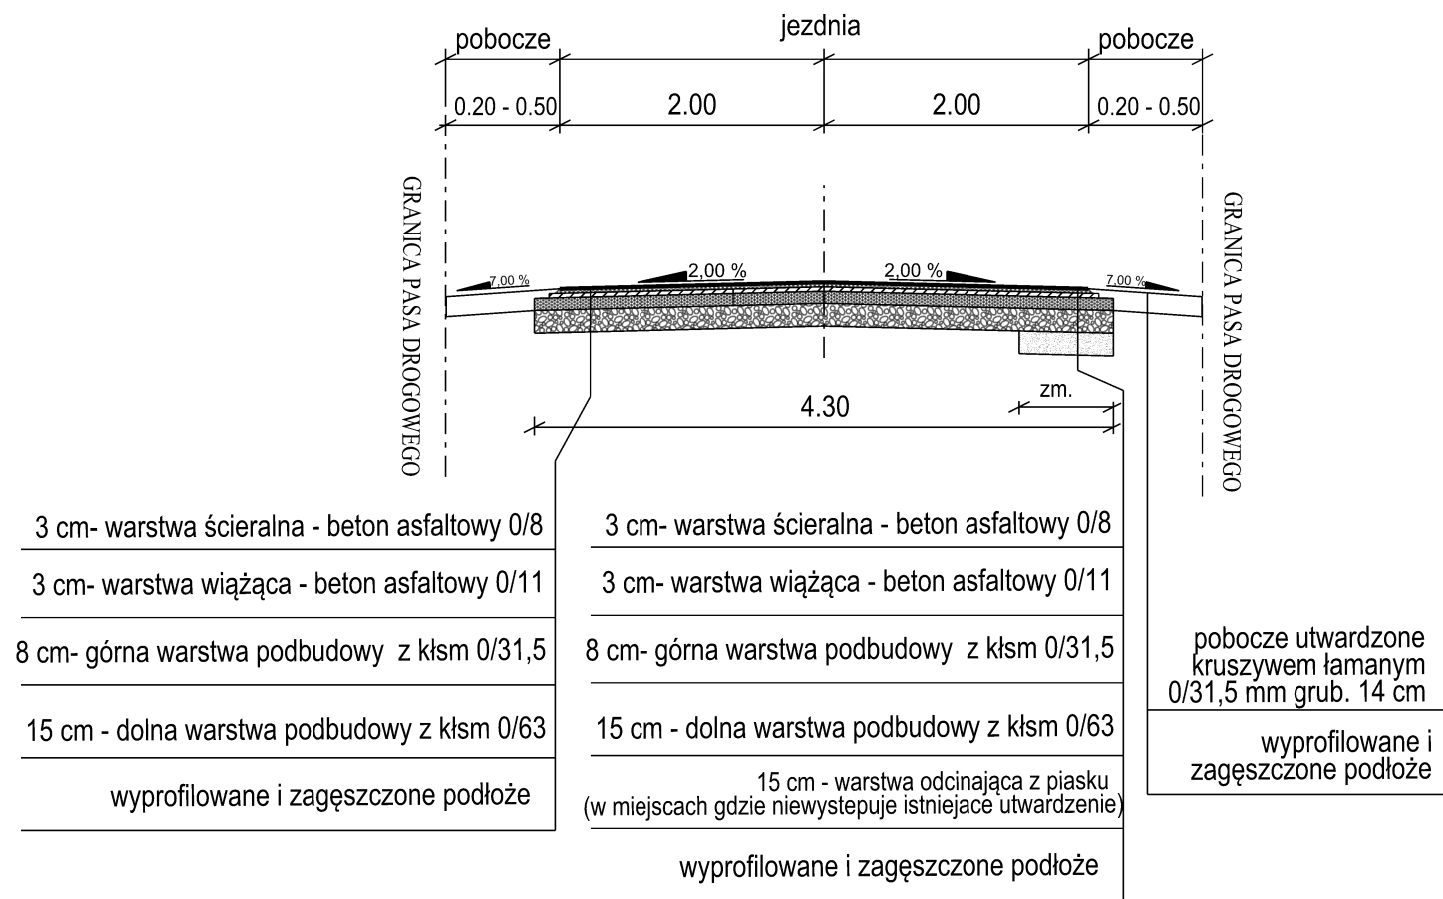 jezdnia
pobocze
pobocze
0.20 - 0.50
2.00
2.00
0.20 - 0.50
GRANICA PASA DROGOWEGO
GRANICA PASA DROGOWEGO
7,00 %
2,00 %
2,00 %
7,00 %
zm.
4.30
3 cm- warstwa ścieralna - beton asfaltowy 0/8
3 cm- warstwa wiążąca - beton asfaltowy 0/11
8 cm- górna warstwa podbudowy z kłsm 0/31,5
15 cm - dolna warstwa podbudowy z kłsm 0/63
wyprofilowane i zagęszczone podłoże
3 cm- warstwa ścieralna - beton asfaltowy 0/8
3 cm- warstwa wiążąca - beton asfaltowy 0/11
8 cm- górna warstwa podbudowy z kłsm 0/31,5
15 cm - dolna warstwa podbudowy z kłsm 0/63
15 cm - warstwa odcinająca z piasku
(w miejscach gdzie niewystepuje istniejace utwardzenie)
wyprofilowane i zagęszczone podłoże
pobocze utwardzone
kruszywem łamanym
0/31,5 mm grub. 14 cm
wyprofilowane i
zagęszczone podłoże